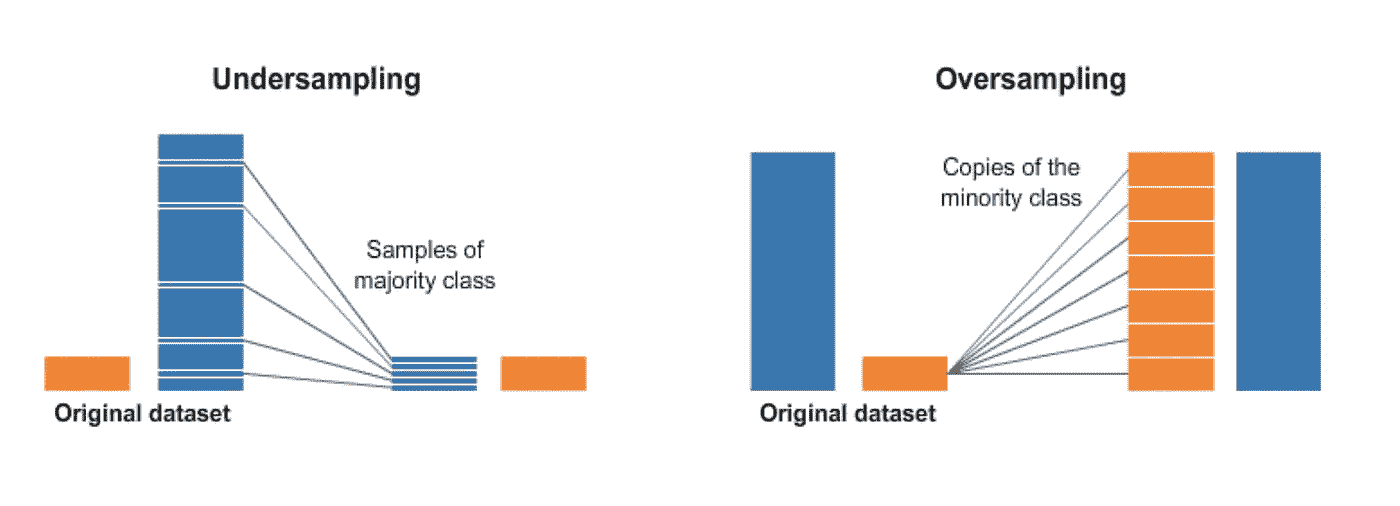 Undersampling
Samples of
majority class
Original dataset
Oversampling
Copies of the
minority class
Original dataset